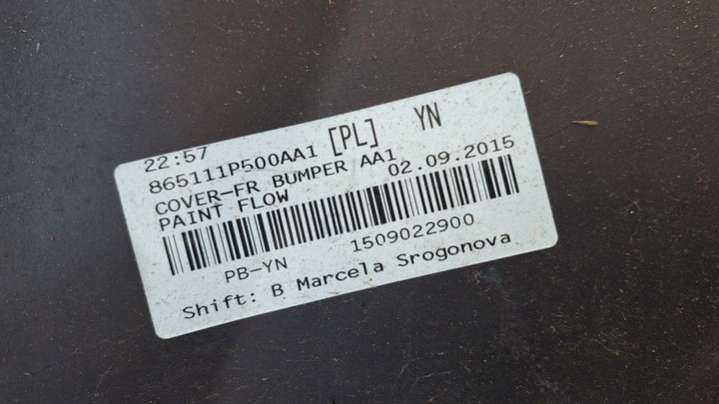 22:57 [PL] YN
865111P500AA1
COVER-FR BUMPER AA1 02.09.2015
PAINT FLOW
PB-YN 1509022900
Shift: B Marcela Srogonova